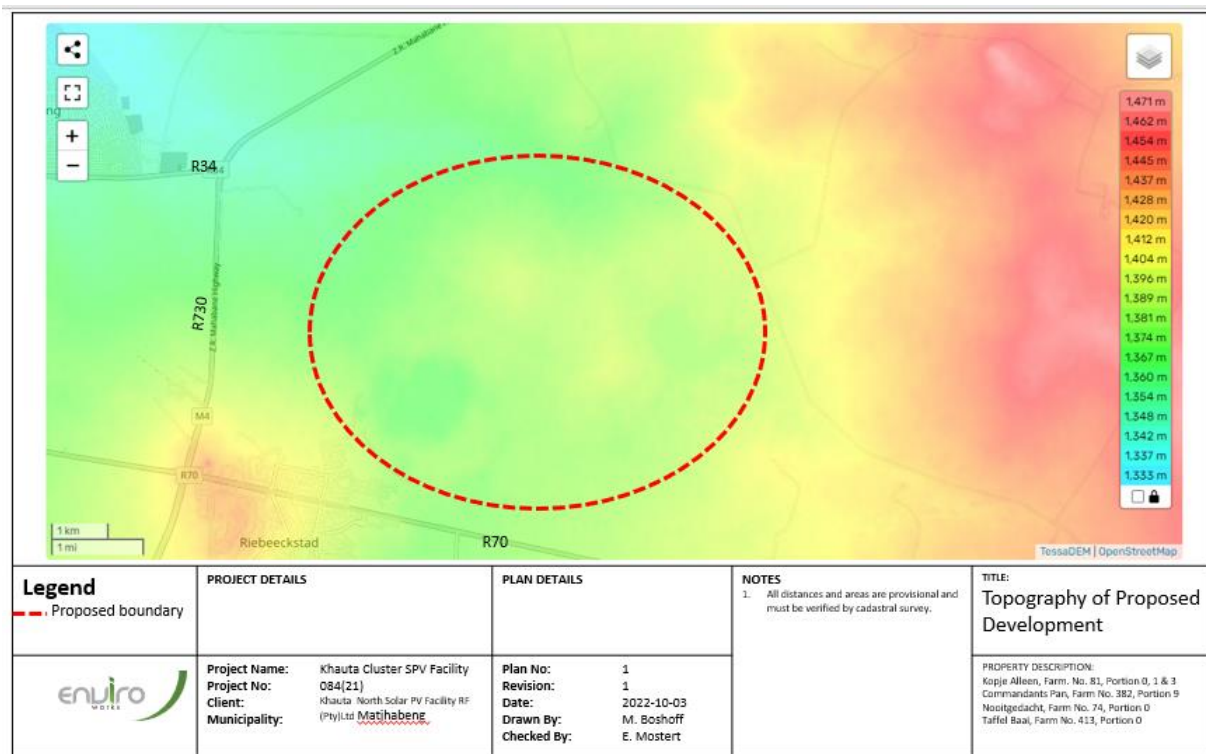 Z.R. Mahabane
ng
+
−
R34
R730
Z.R. Mahabane Highway
M4
R70
Riebeeckstad
R70
1 km
1 mi
1,471 m
1,462 m
1,454 m
1,445 m
1,437 m
1,428 m
1,420 m
1,412 m
1,404 m
1,396 m
1,389 m
1,381 m
1,374 m
1,367 m
1,360 m
1,354 m
1,348 m
1,342 m
1,337 m
1,333 m
TessaDEM | OpenStreetMap
Legend
Proposed boundary
enviro
works
PROJECT DETAILS
Project Name: Khauta Cluster SPV Facility
Project No: 084(21)
Client: Khauta North Solar PV Facility RF
Municipality: (Pty)Ltd Matjhabeng
PLAN DETAILS
Plan No: 1
Revision: 1
Date: 2022-10-03
Drawn By: M. Boshoff
Checked By: E. Mostert
NOTES
1. All distances and areas are provisional and
must be verified by cadastral survey.
TITLE:
Topography of Proposed
Development
PROPERTY DESCRIPTION:
Kopje Alleen, Farm. No. 81, Portion 0, 1 & 3
Commandants Pan, Farm No. 382, Portion 9
Nooitgedacht, Farm No. 74, Portion 0
Taffel Baai, Farm No. 413, Portion 0